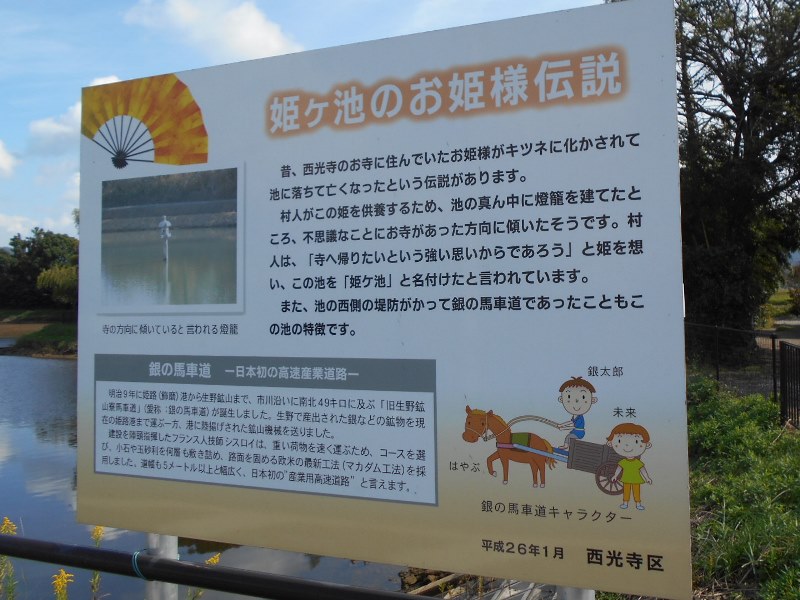 姫ヶ池のお姫様伝説
昔、西光寺のお寺に住んでいたお姫様がキツネに化かされて
池に落ちて亡くなったという伝説があります。
村人がこの姫を供養するため、池の真ん中に燈籠を建てたと
ころ、不思議なことにお寺があった方向に傾いたそうです。村
人は、「寺へ帰りたいという強い思いからであろう」と姫を想
い、この池を「姫ケ池」と名付けたと言われています。
また、池の西側の堤防がかって銀の馬車道であったこともこ
の池の特徴です。
寺の方向に傾いていると言われる燈籠
銀の馬車道 ー日本初の高速産業道路ー
明治9年に姫路(飾磨)港から生野鉱山まで、市川沿いに南北49キロに及ぶ「旧生野鉱
山寮馬車道」(愛称:銀の馬車道)が誕生しました。生野で産出された銀などの鉱物を現
在の姫路港まで運ぶ一方、港に陸揚げされた鉱山機械を送りました。
建設を陣頭指揮したフランス人技師シスロイは、重い荷物を速く運ぶため、コースを選
び、小石や玉砂利を何層も敷き詰め、路面を固める欧米の最新工法(マカダム工法)を採
用しました。道幅も5メートル以上と幅広く、日本初の"産業用高速道路" と言えます。
銀太郎
未来
はやぶ
銀の馬車道キャラクター
平成26年1月 西光寺区